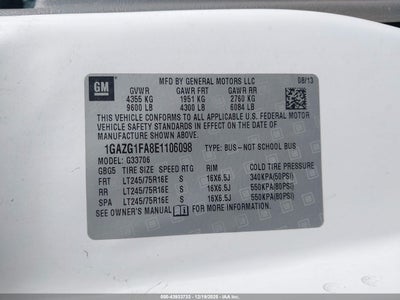 GM
MFD BY GENERAL MOTORS LLC 08/13
GVWR GAWR FRT GAWR RR
4355 KG 1951 KG 2760 KG
9600 LB 4300 LB 6084 LB
THIS VEHICLE CONFORMS TO ALL APPLICABLE U.S. FEDERAL
MOTOR VEHICLE SAFETY STANDARDS IN EFFECT ON THE DATE OF
MANUFACTURE SHOWN ABOVE.
1GAZG1FA8E1106098 TYPE: BUS-NOT SCHOOL BUS
MODEL: G33706
GBG5 TIRE SIZE SPEED RTG RIM COLD TIRE PRESSURE
FRT LT245/75R16E S 16X6.5J 340KPA(50PSI)
RR LT245/75R16E S 16X6.5J 550KPA(80PSI)
SPA LT245/75R16E S 16X6.5J 550KPA(80PSI)
SEE OWNER'S MANUAL FOR MORE INFORMATION